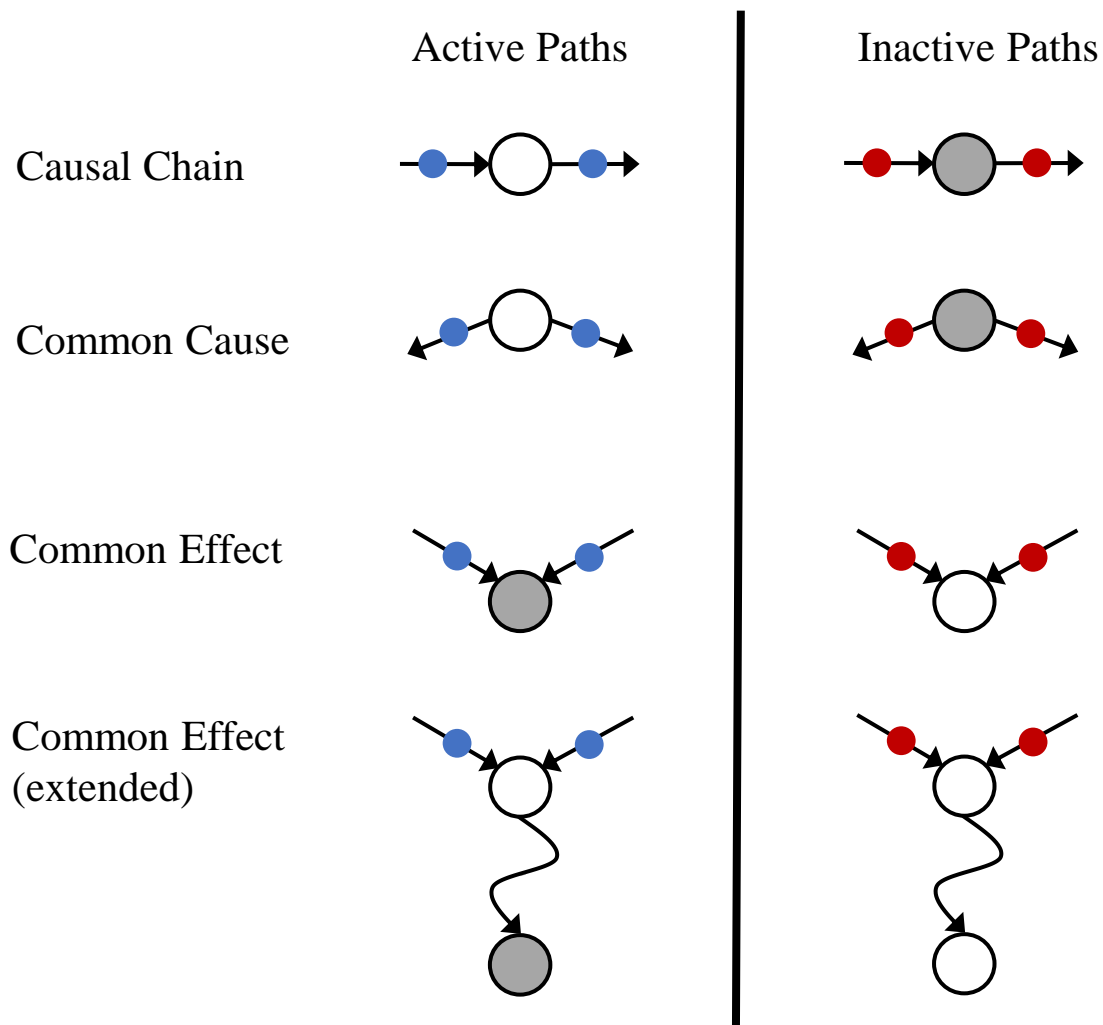 Active Paths
Inactive Paths
Causal Chain
Common Cause
Common Effect
Common Effect
(extended)